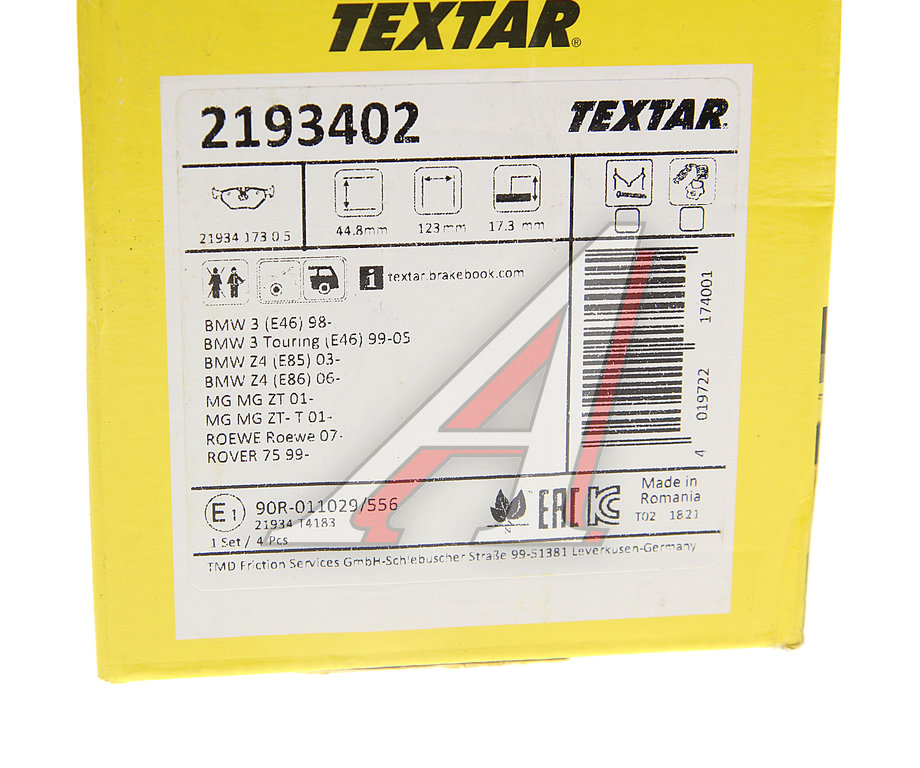 TEXTAR®
2193402
TEXTAR.
21934 173 0 5
44.8mm
123 mm
17.3 mm
i textar.brakebook.com
BMW 3 (E46) 98-
BMW 3 Touring (E46) 99-05
BMW Z4 (E85) 03-
BMW Z4 (E86) 06-
MG MG ZT 01-
MG MG ZT- T 01-
ROEWE Roewe 07-
ROVER 75 99-
4 019722 174001
E1 90R-011029/556
21934 T4183
1 Set / 4 Pcs
EAC
KC
Made in
Romania
T02 1821
TMD Friction Services GmbH-Schlebuscher Straße 99-51381 Leverkusen-Germany